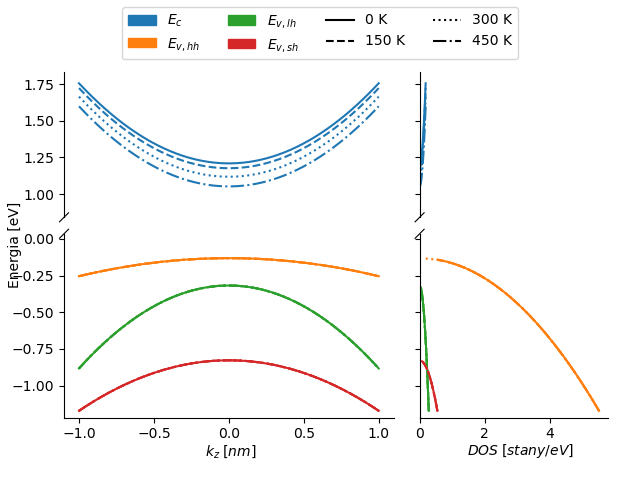 E_c E_{v, lh} 0 K 300 K
E_{v, hh} E_{v, sh} 150 K 450 K
1.75
1.50
1.25
1.00
0.00
−0.25
−0.50
−0.75
−1.00
Energia [eV]
−1.0 −0.5 0.0 0.5 1.0
0 2 4
k_z [nm]
DOS [stany/eV]